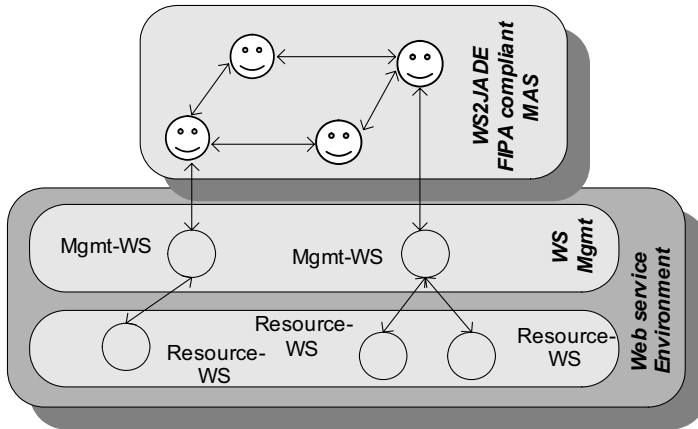 WS2JADE
FIPA compliant
MAS
Mgmt-WS
Mgmt-WS
WS
Mgmt
Resource-
WS
Resource-
WS
Resource-
WS
Web service
Environment